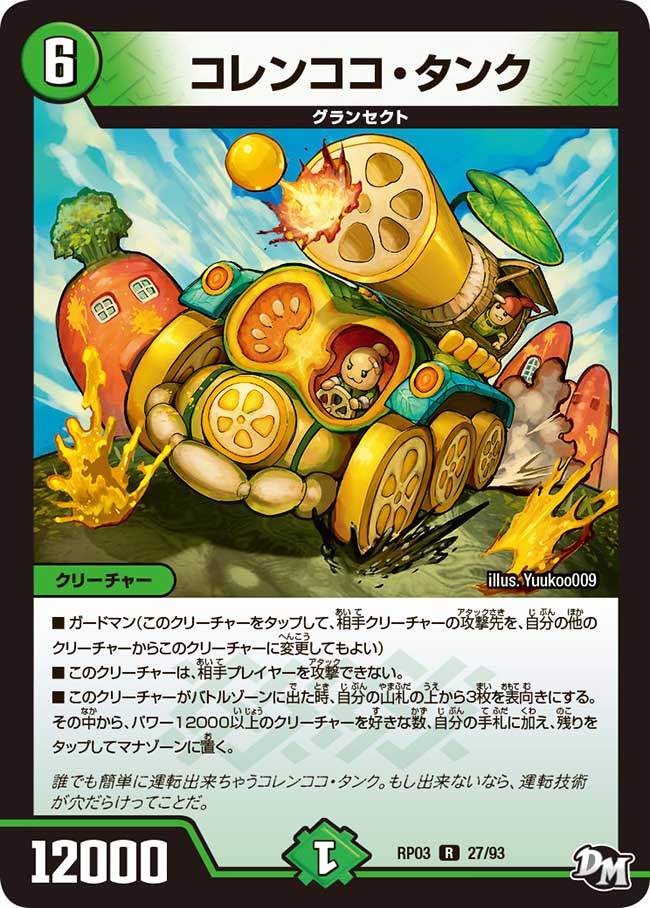 6
コレンココ・タンク
グランセクト
illus. Yuukoo009
クリーチャー
■ ガードマン(このクリーチャーをタップして、相手クリーチャーの攻撃先を、自分の他の
クリーチャーからこのクリーチャーに変更してもよい)
■ このクリーチャーは、相手プレイヤーを攻撃できない。
■ このクリーチャーがバトルゾーンに出た時、自分の山札の上から3枚を表向きにする。
その中から、パワー12000以上のクリーチャーを好きな数、自分の手札に加え、残りを
タップしてマナゾーンに置く。
誰でも簡単に運転出来ちゃうコレンココ・タンク。もし出来ないなら、運転技術
が穴だらけってことだ。
12000
1
RP03 R 27/93
DM